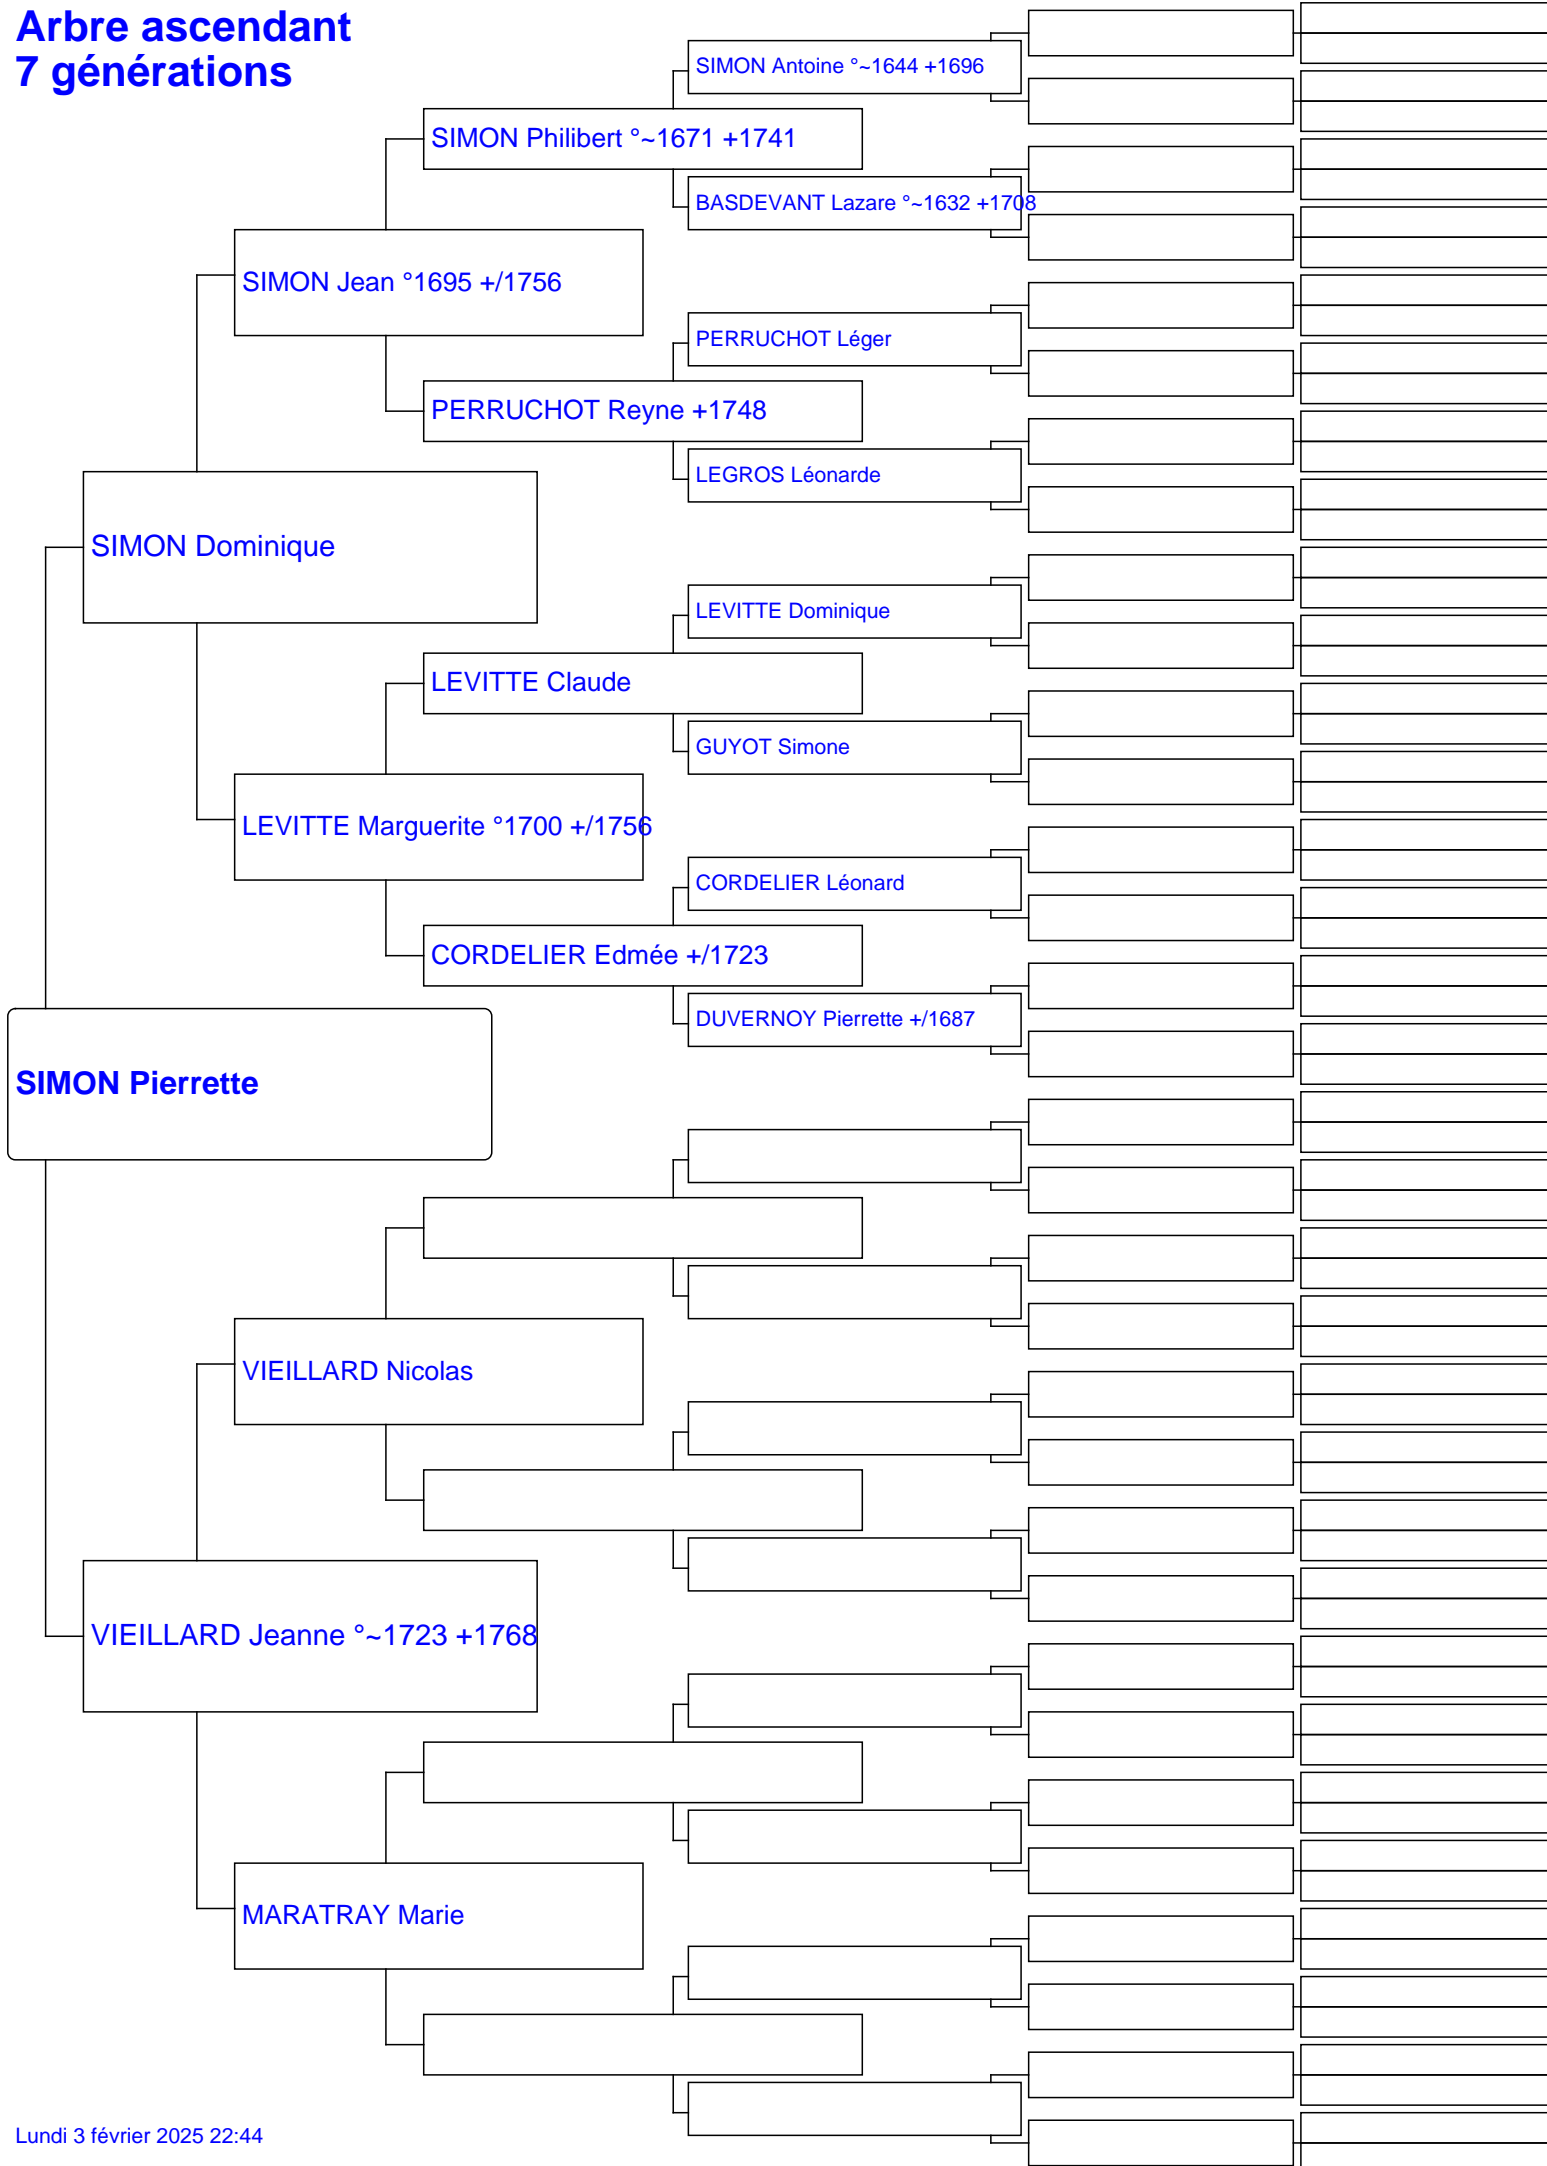 Arbre ascendant
7 générations
SIMON Antoine °~1644 +1696
SIMON Philibert °~1671 +1741
BASDEVANT Lazare °~1632 +1708
SIMON Jean °1695 +/1756
PERRUCHOT Léger
PERRUCHOT Reyne +1748
LEGROS Léonarde
SIMON Dominique
LEVITTE Dominique
LEVITTE Claude
GUYOT Simone
LEVITTE Marguerite °1700 +/1756
CORDELIER Léonard
CORDELIER Edmée +/1723
DUVERNOY Pierrette +/1687
SIMON Pierrette
VIEILLARD Nicolas
VIEILLARD Jeanne °~1723 +1768
MARATRAY Marie
Lundi 3 février 2025 22:44